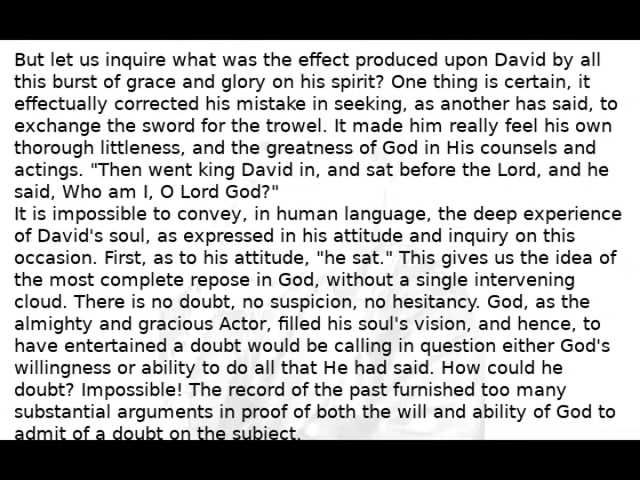 But let us inquire what was the effect produced upon David by all
this burst of grace and glory on his spirit? One thing is certain, it
effectually corrected his mistake in seeking, as another has said, to
exchange the sword for the trowel. It made him really feel his own
thorough littleness, and the greatness of God in His counsels and
actings. "Then went king David in, and sat before the Lord, and he
said, Who am I, O Lord God?"
It is impossible to convey, in human language, the deep experience
of David's soul, as expressed in his attitude and inquiry on this
occasion. First, as to his attitude, "he sat." This gives us the idea of
the most complete repose in God, without a single intervening
cloud. There is no doubt, no suspicion, no hesitancy. God, as the
almighty and gracious Actor, filled his soul's vision, and hence, to
have entertained a doubt would be calling in question either God's
willingness or ability to do all that He had said. How could he
doubt? Impossible! The record of the past furnished too many
substantial arguments in proof of both the will and ability of God to
admit of a doubt on the subject.